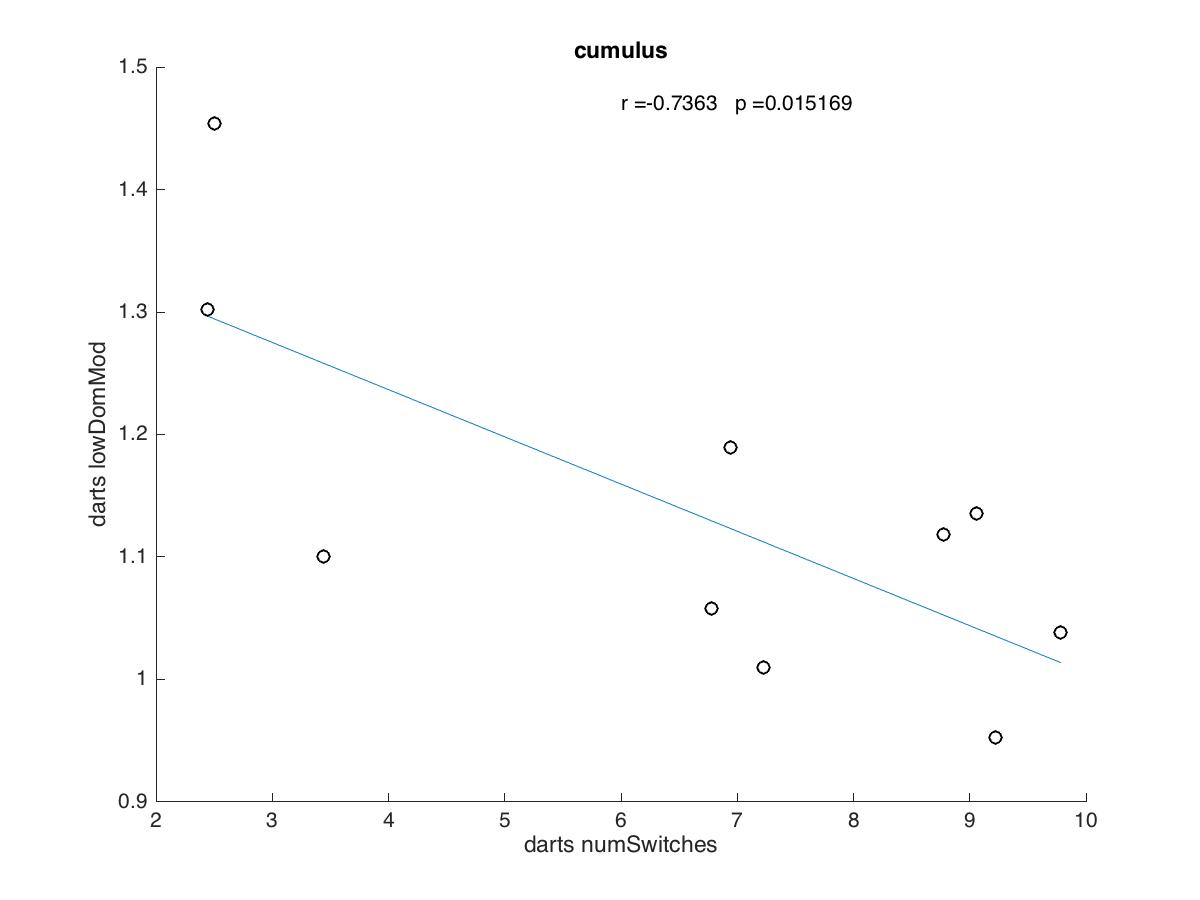 cumulus
r =-0.7363   p =0.015169
1.5
1.4
1.3
1.2
1.1
1
0.9
darts lowDomMod
2 3 4 5 6 7 8 9 10
darts numSwitches